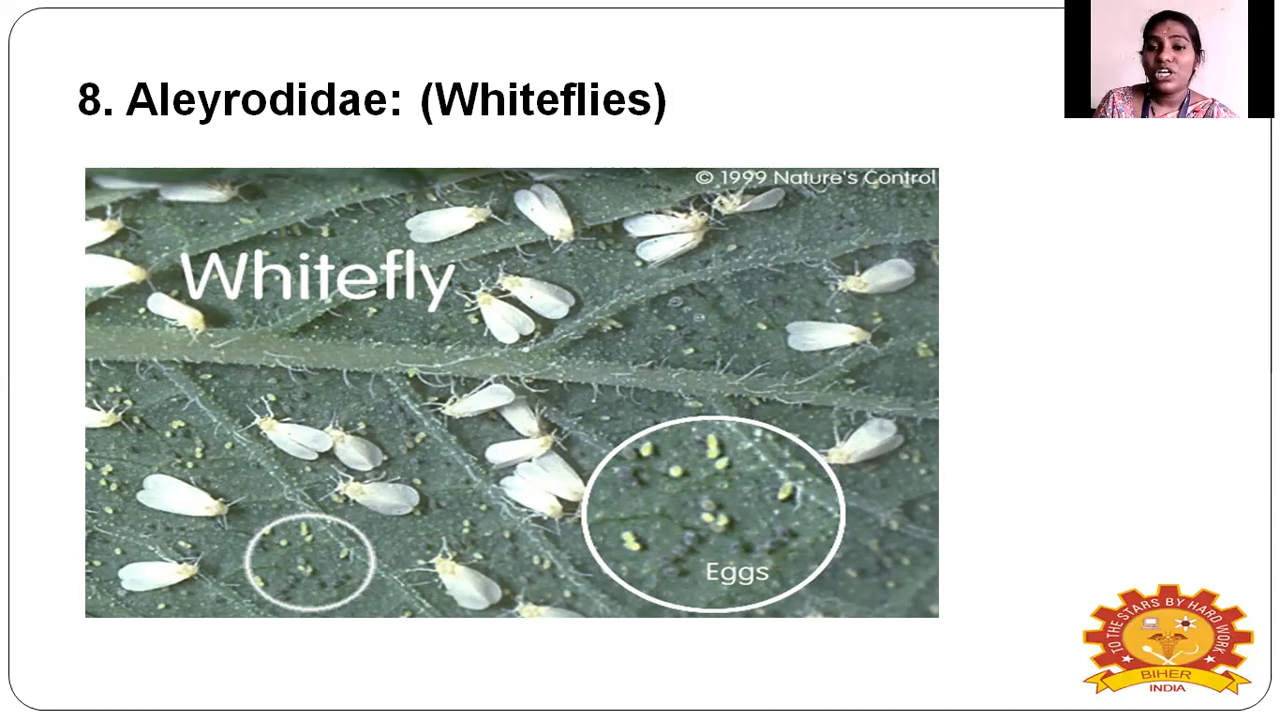 8. Aleyrodidae: (Whiteflies)
© 1999 Nature's Control
Whitefly
Eggs
TO THE STARS BY HARD WORK
BIHER
INDIA